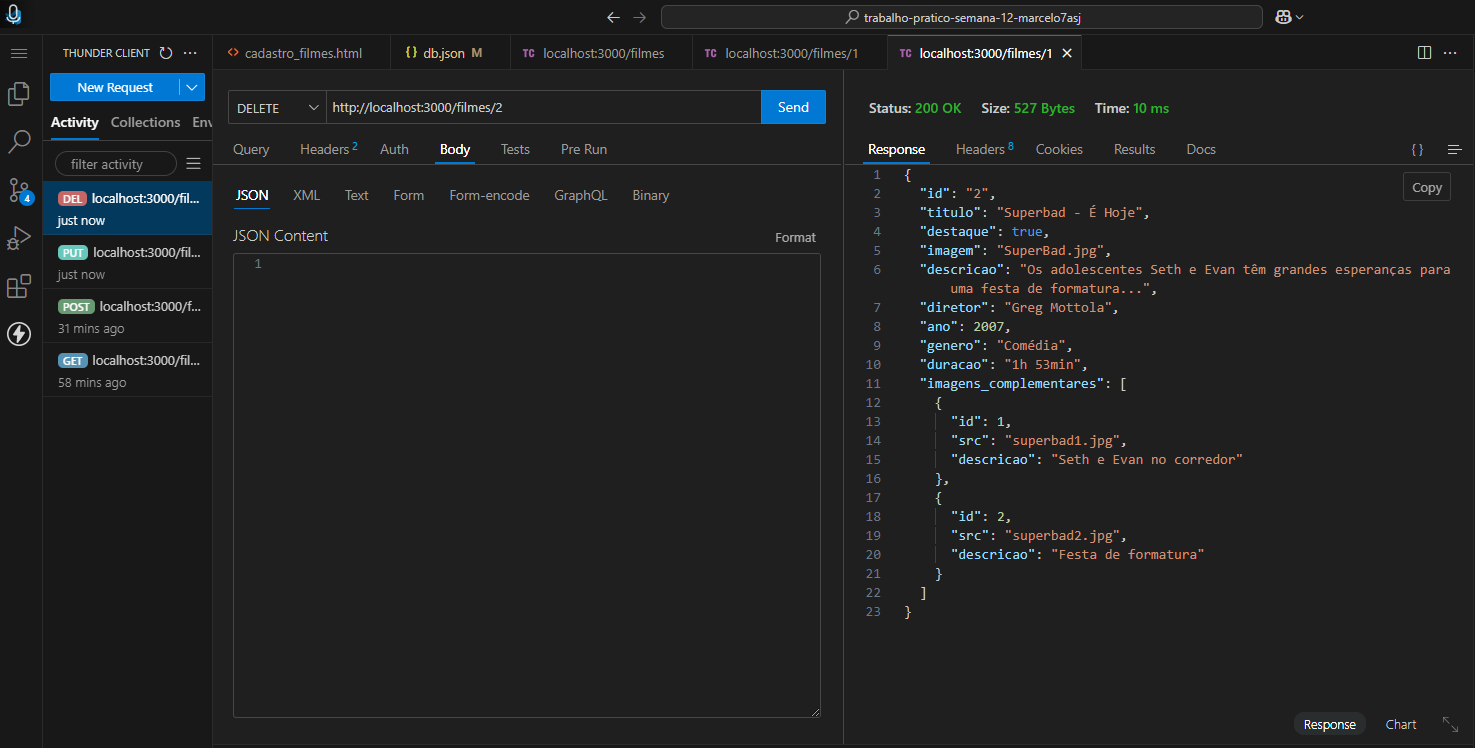 trabalho-pratico-semana-12-marcelo7asj
THUNDER CLIENT
cadastro_filmes.html
{} db.json M
TC localhost:3000/filmes
TC localhost:3000/filmes/1
TC localhost:3000/filmes/1
New Request
Activity Collections Env
filter activity
DEL localhost:3000/fil...
just now
PUT localhost:3000/fil...
just now
POST localhost:3000/f...
31 mins ago
GET localhost:3000/fil...
58 mins ago
4
DELETE http://localhost:3000/filmes/2 Send
Query Headers 2 Auth Body Tests Pre Run
JSON XML Text Form Form-encode GraphQL Binary
JSON Content
Format
1
Status: 200 OK Size: 527 Bytes Time: 10 ms
Response Headers 8 Cookies Results Docs {}
Copy
1 {
2 "id": "2",
3 "titulo": "Superbad - É Hoje",
4 "destaque": true,
5 "imagem": "SuperBad.jpg",
6 "descricao": "Os adolescentes Seth e Evan têm grandes esperanças para
uma festa de formatura...",
7 "diretor": "Greg Mottola",
8 "ano": 2007,
9 "genero": "Comédia",
10 "duracao": "1h 53min",
11 "imagens_complementares": [
12 {
13 "id": 1,
14 "src": "superbad1.jpg",
15 "descricao": "Seth e Evan no corredor"
16 },
17 {
18 "id": 2,
19 "src": "superbad2.jpg",
20 "descricao": "Festa de formatura"
21 }
22 ]
23 }
Response Chart